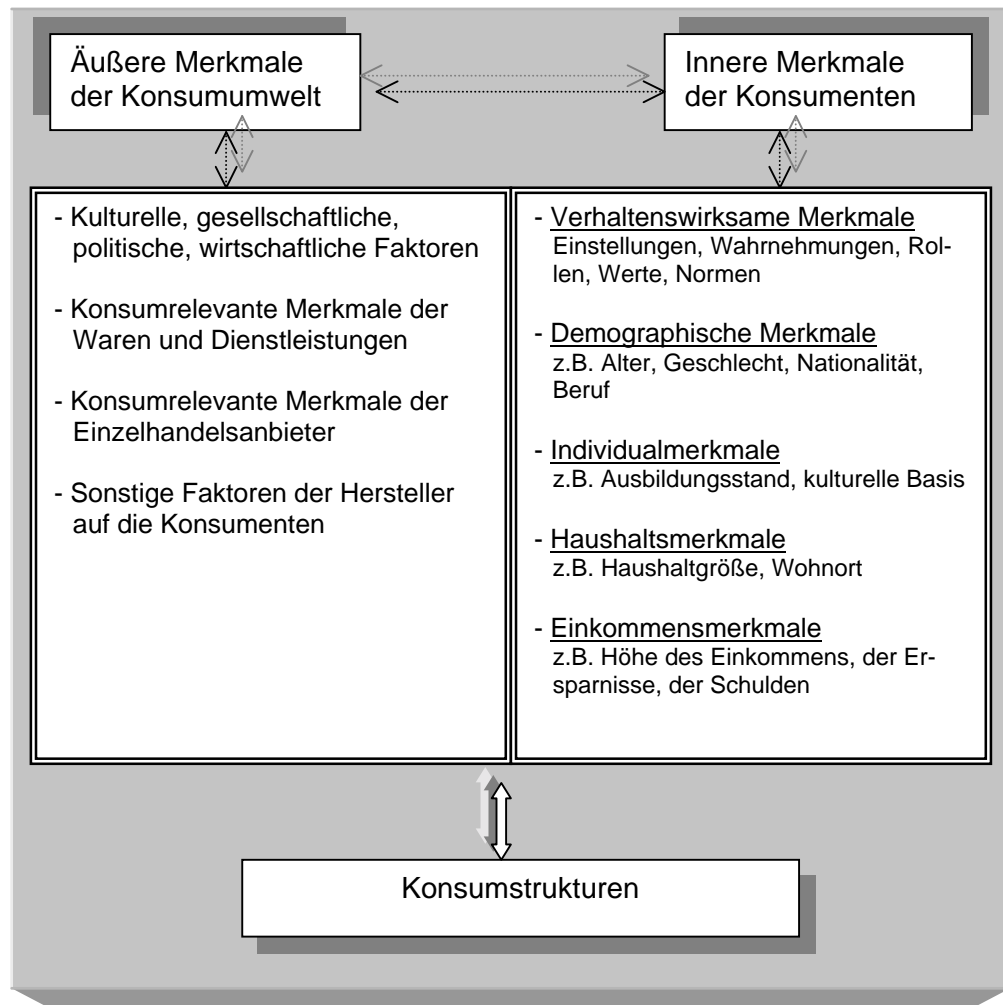 Äußere Merkmale
der Konsumumwelt
Innere Merkmale
der Konsumenten
- Kulturelle, gesellschaftliche,
politische, wirtschaftliche Faktoren
- Konsumrelevante Merkmale der
Waren und Dienstleistungen
- Konsumrelevante Merkmale der
Einzelhandelsanbieter
- Sonstige Faktoren der Hersteller
auf die Konsumenten
- Verhaltenswirksame Merkmale
Einstellungen, Wahrnehmungen, Rol-
len, Werte, Normen
- Demographische Merkmale
z.B. Alter, Geschlecht, Nationalität,
Beruf
- Individualmerkmale
z.B. Ausbildungsstand, kulturelle Basis
- Haushaltsmerkmale
z.B. Haushaltgröße, Wohnort
- Einkommensmerkmale
z.B. Höhe des Einkommens, der Er-
sparnisse, der Schulden
Konsumstrukturen